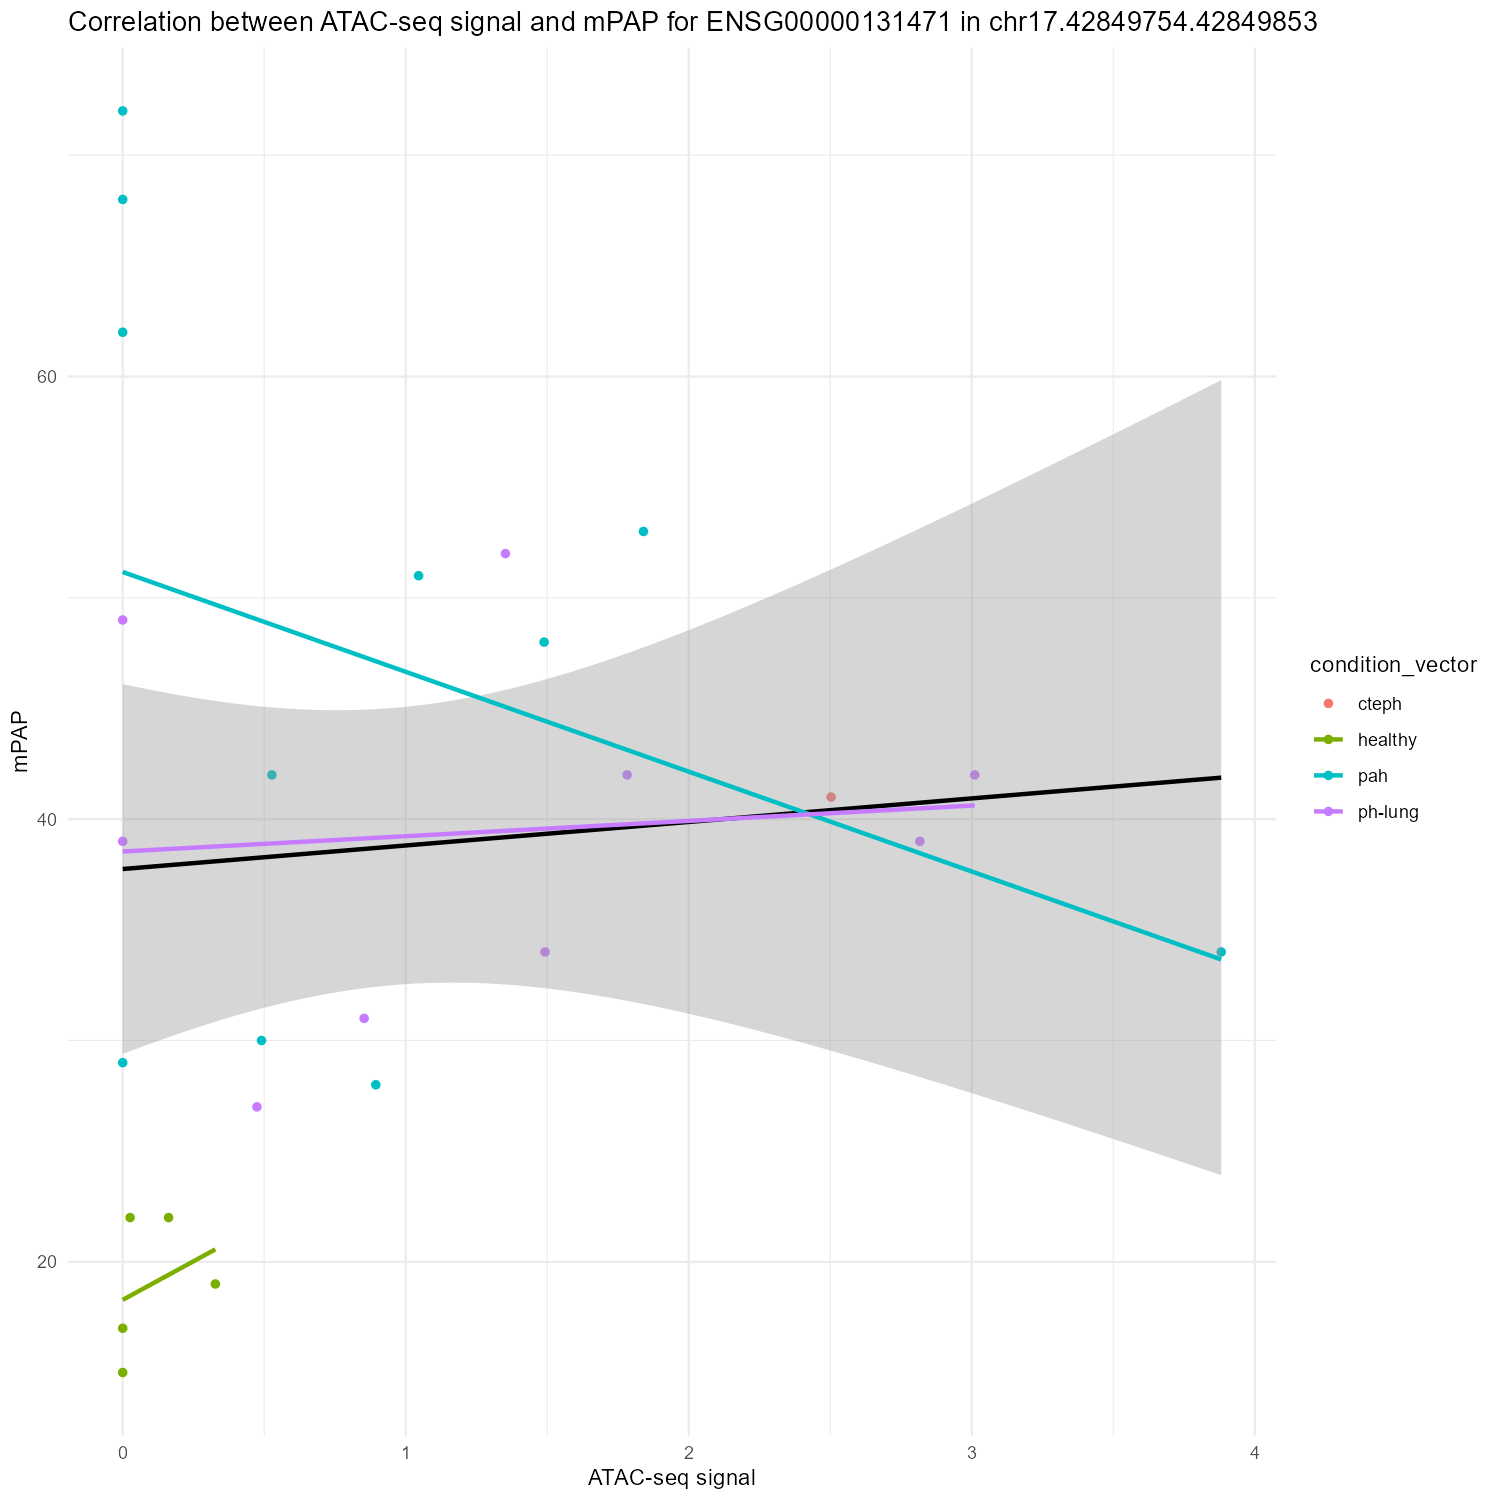 Correlation between ATAC-seq signal and mPAP for ENSG00000131471 in chr17.42849754.42849853
60
40
20
mPAP
0 1 2 3 4
ATAC-seq signal
condition_vector
cteph
healthy
pah
ph-lung